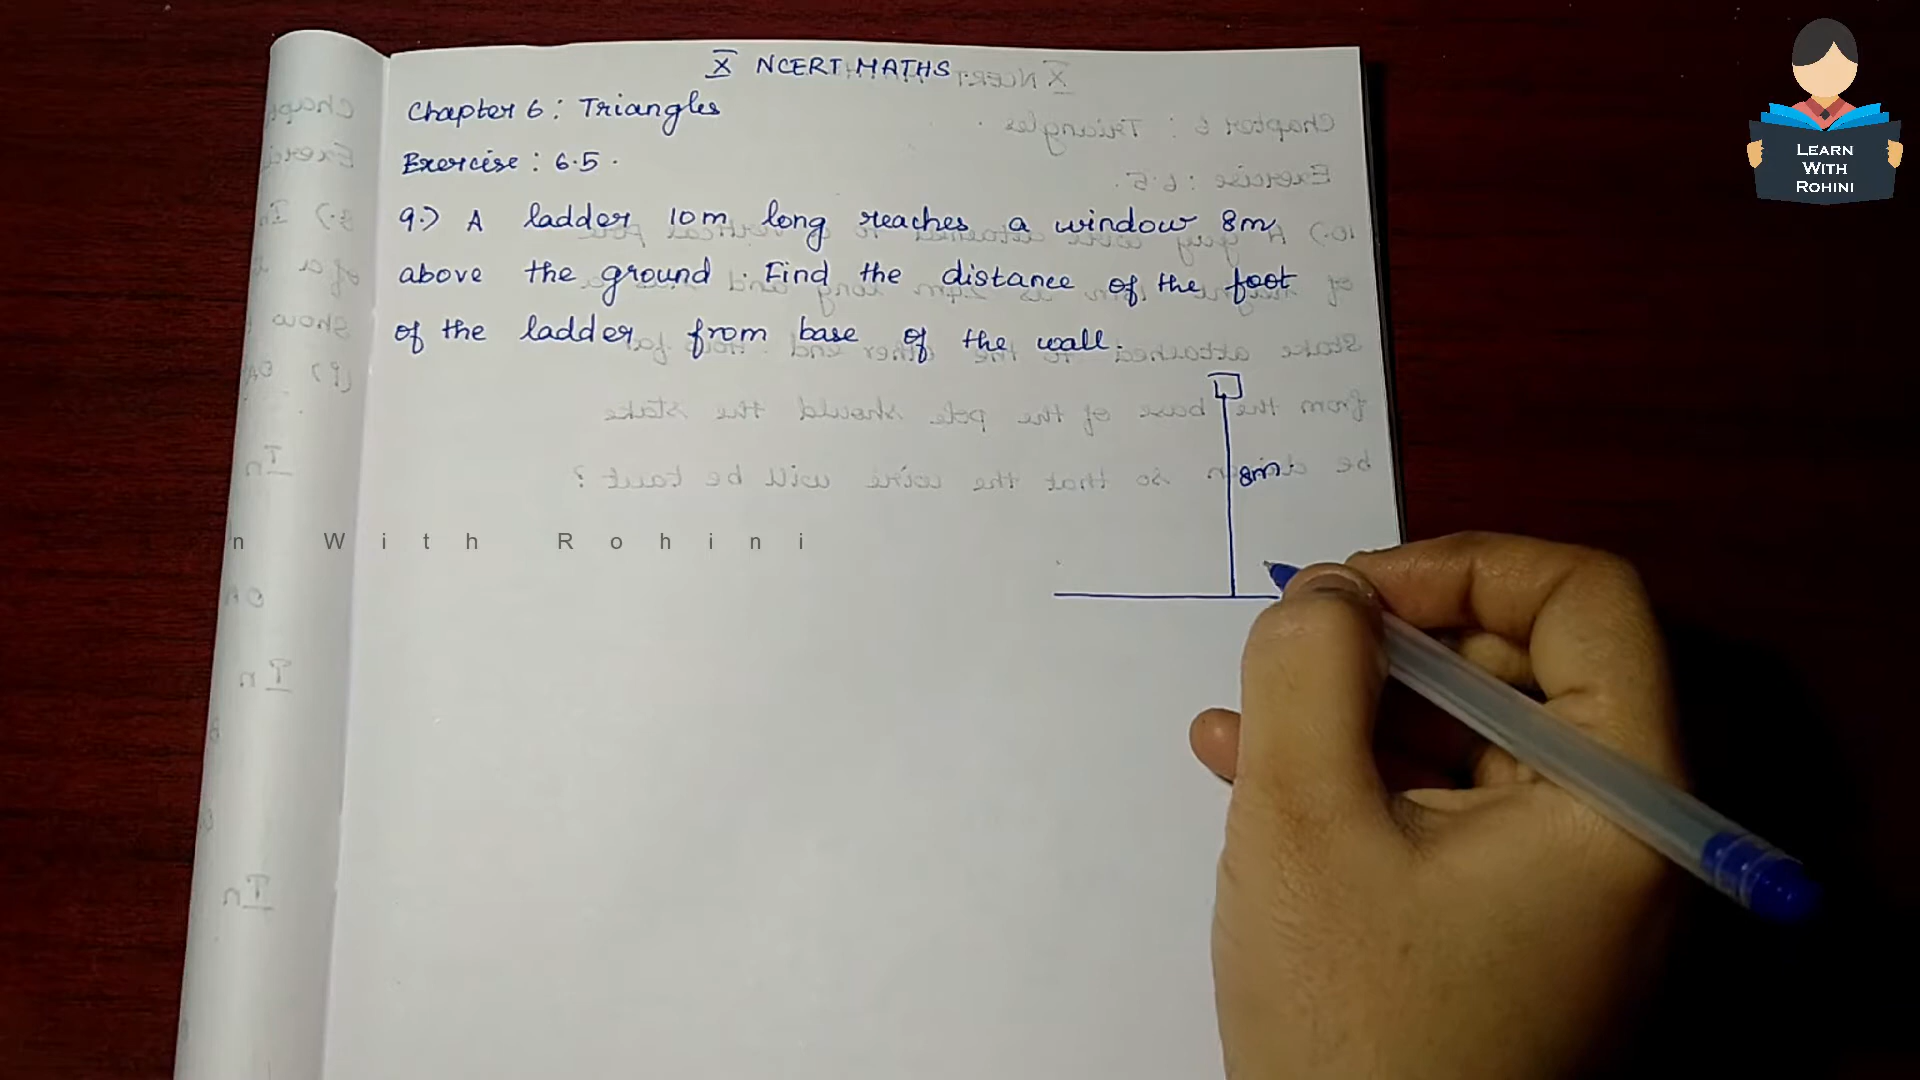 X NCERT MATHS
Chapter 6 : Triangles
Exercise : 6.5 .
9.) A ladder 10m long reaches a window 8m
above the ground . Find the distance of the foot
of the ladder from base of the wall.
8m.
n With Rohini
LEARN
WITH
ROHINI